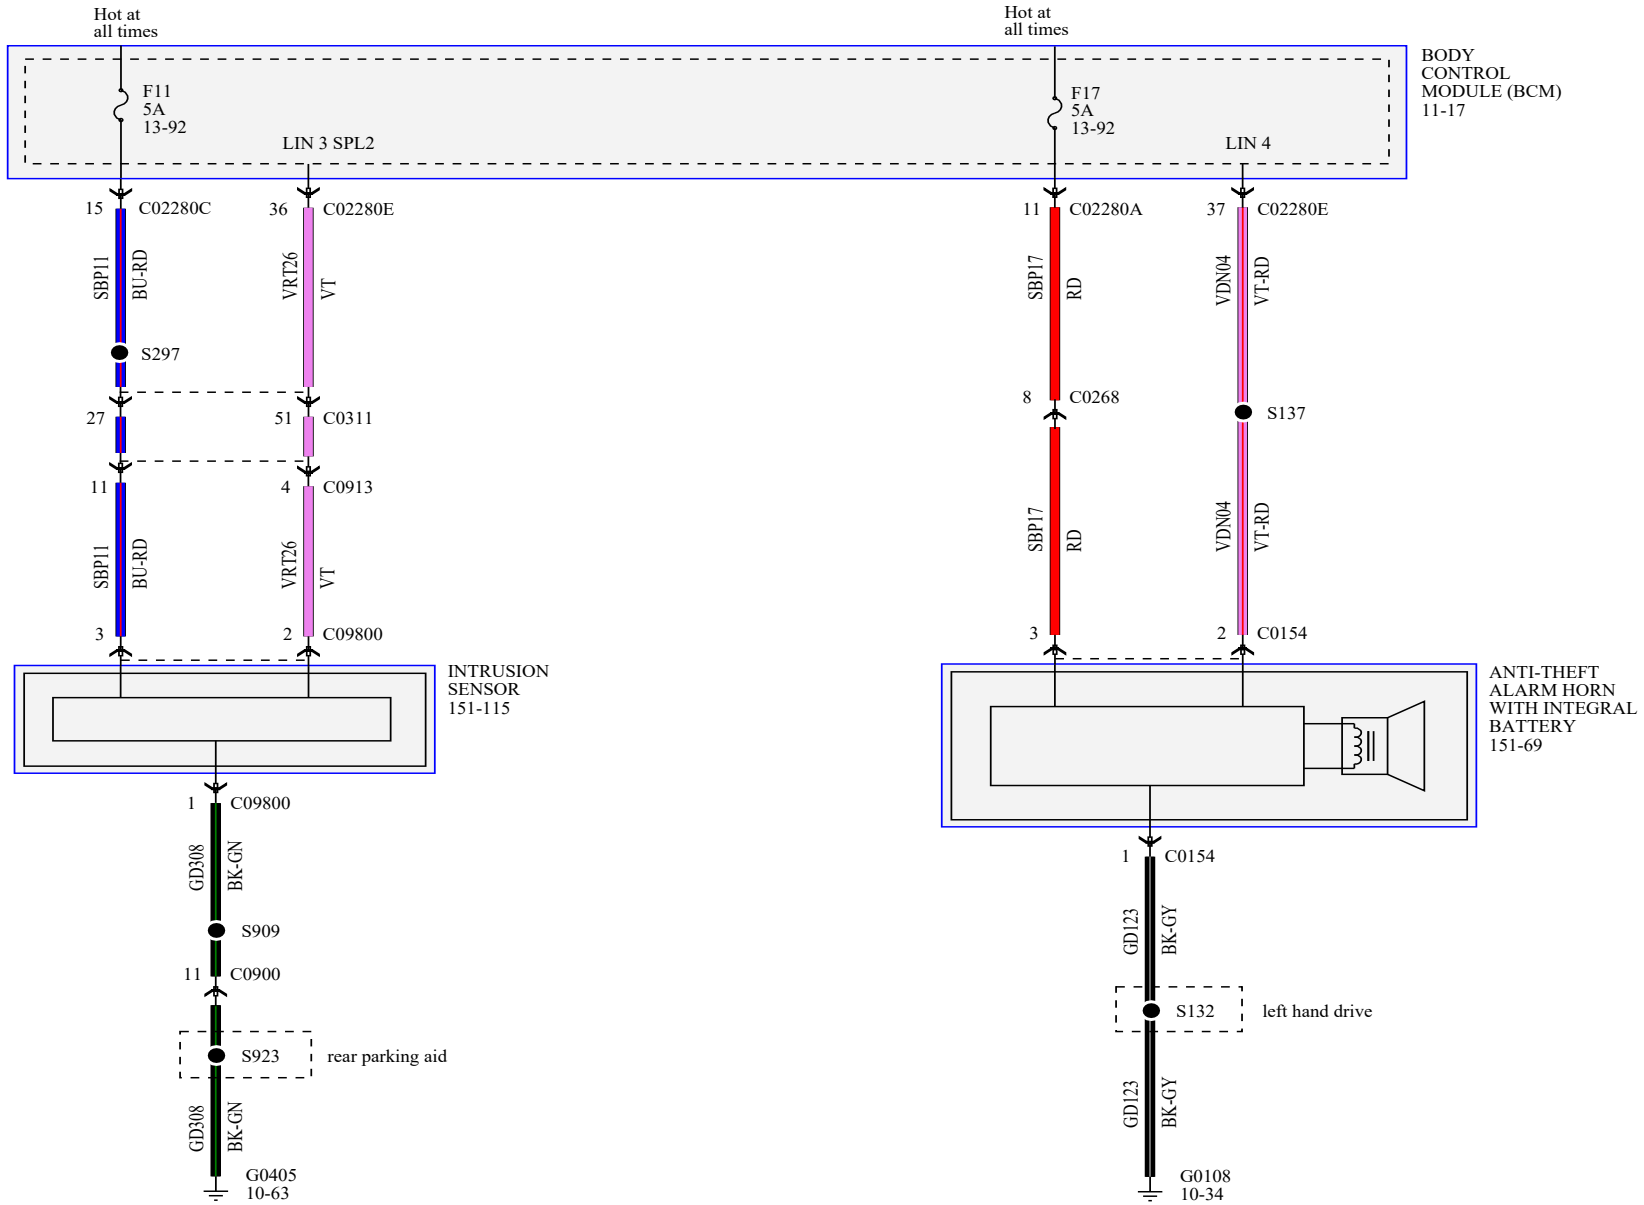 Hot at
all times
Hot at
all times
BODY
CONTROL
MODULE (BCM)
11-17
F11
5A
13-92
LIN 3 SPL2
F17
5A
13-92
LIN 4
15 C02280C
36 C02280E
11 C02280A
37 C02280E
SBP11
BU-RD
VRT26
VT
SBP17
RD
VDN04
VT-RD
S297
8 C0268
S137
27
51 C0311
11
4 C0913
SBP11
BU-RD
VRT26
VT
SBP17
RD
VDN04
VT-RD
3
2 C09800
3
2 C0154
INTRUSION
SENSOR
151-115
ANTI-THEFT
ALARM HORN
WITH INTEGRAL
BATTERY
151-69
1 C09800
GD308
BK-GN
1 C0154
GD123
BK-GY
S909
11 C0900
S132
left hand drive
S923
rear parking aid
GD308
BK-GN
GD123
BK-GY
G0405
10-63
G0108
10-34